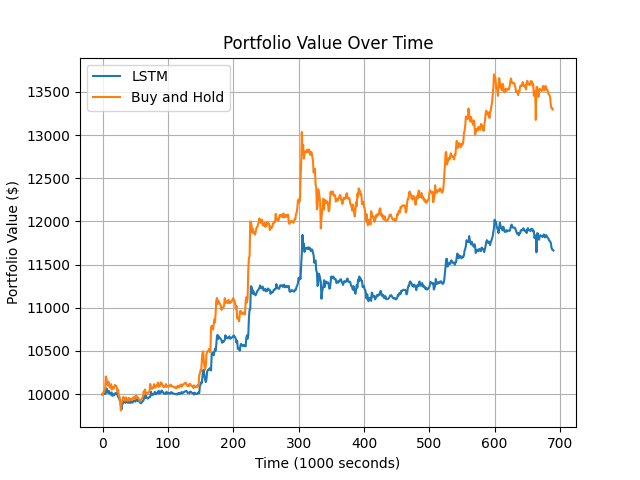 Portfolio Value Over Time
LSTM
Buy and Hold
Portfolio Value ($)
13500
13000
12500
12000
11500
11000
10500
10000
0 100 200 300 400 500 600 700
Time (1000 seconds)